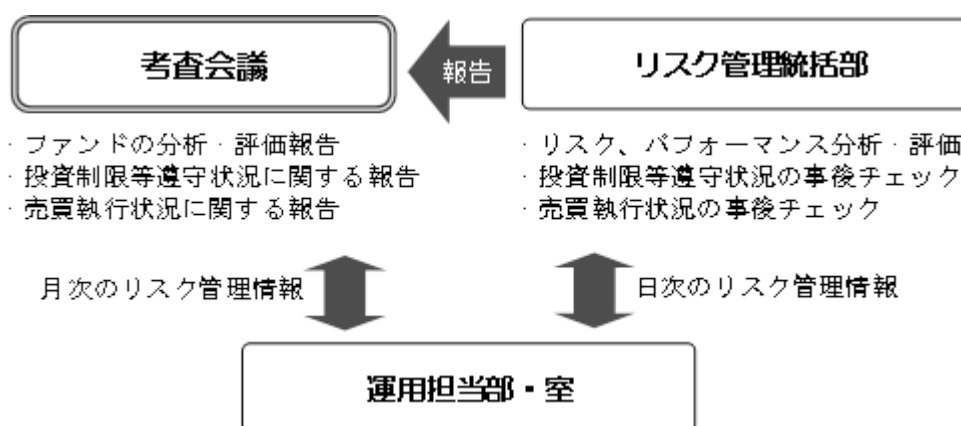 考査会議
報告
リスク管理統括部
・ファンドの分析・評価報告
・投資制限等遵守状況に関する報告
・売買執行状況に関する報告
・リスク、パフォーマンス分析・評価
・投資制限等遵守状況の事後チェック
・売買執行状況の事後チェック
月次のリスク管理情報
日次のリスク管理情報
運用担当部・室